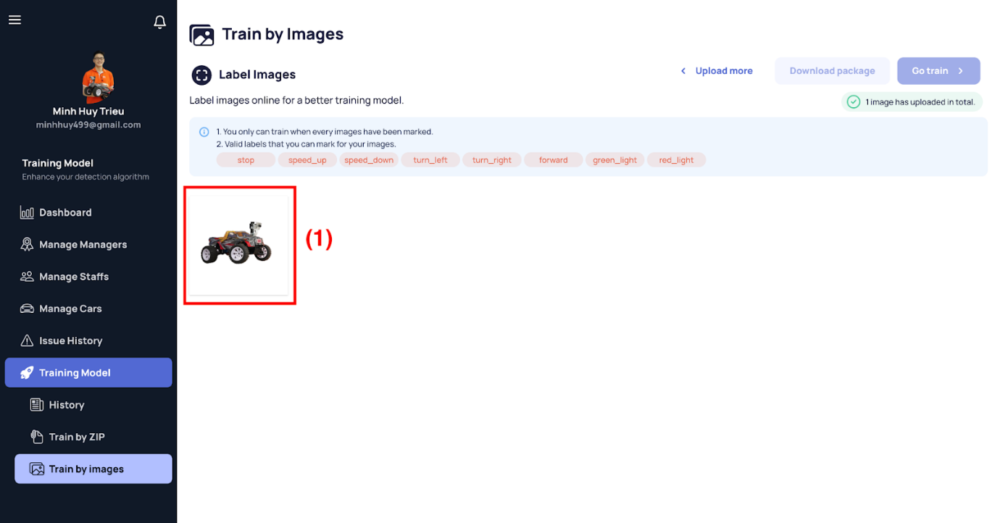 Minh Huy Trieu
minhhuy499@gmail.com
Training Model
Enhance your detection algorithm
Dashboard
Manage Managers
Manage Staffs
Manage Cars
Issue History
Training Model
History
Train by ZIP
Train by images
Train by Images
Label Images
Upload more
Download package
Go train
Label images online for a better training model.
1 image has uploaded in total.
1. You only can train when every images have been marked.
2. Valid labels that you can mark for your images.
stop speed_up speed_down turn_left turn_right forward green_light red_light
(1)